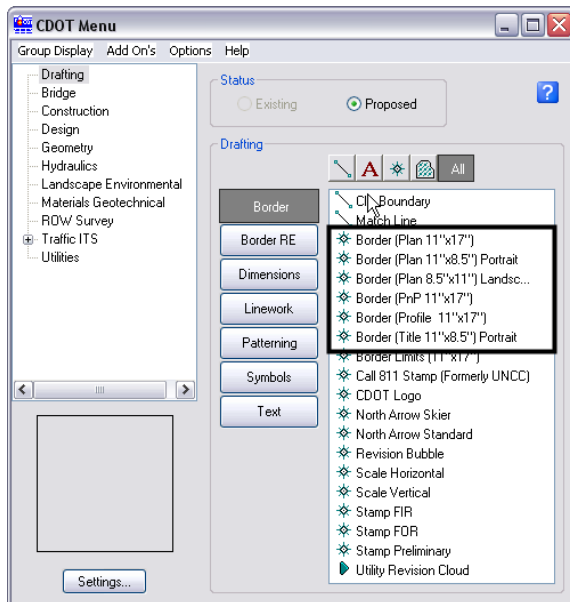 CDOT Menu
Group Display Add On's Options Help
Drafting
Bridge
Construction
Design
Geometry
Hydraulics
Landscape Environmental
Materials Geotechnical
ROW Survey
Traffic ITS
Utilities
Settings...
Status
Existing
Proposed
?
Drafting
A
All
Border
Border RE
Dimensions
Linework
Patterning
Symbols
Text
Boundary
Match Line
Border (Plan 11"x17")
Border (Plan 11"x8.5") Portrait
Border (Plan 8.5"x11") Landsc...
Border (PnP 11"x17")
Border (Profile 11"x17")
Border (Title 11"x8.5") Portrait
Border Limits (11"x17")
Call 811 Stamp (Formerly UNCC)
CDOT Logo
North Arrow Skier
North Arrow Standard
Revision Bubble
Scale Horizontal
Scale Vertical
Stamp FIR
Stamp FOR
Stamp Preliminary
Utility Revision Cloud